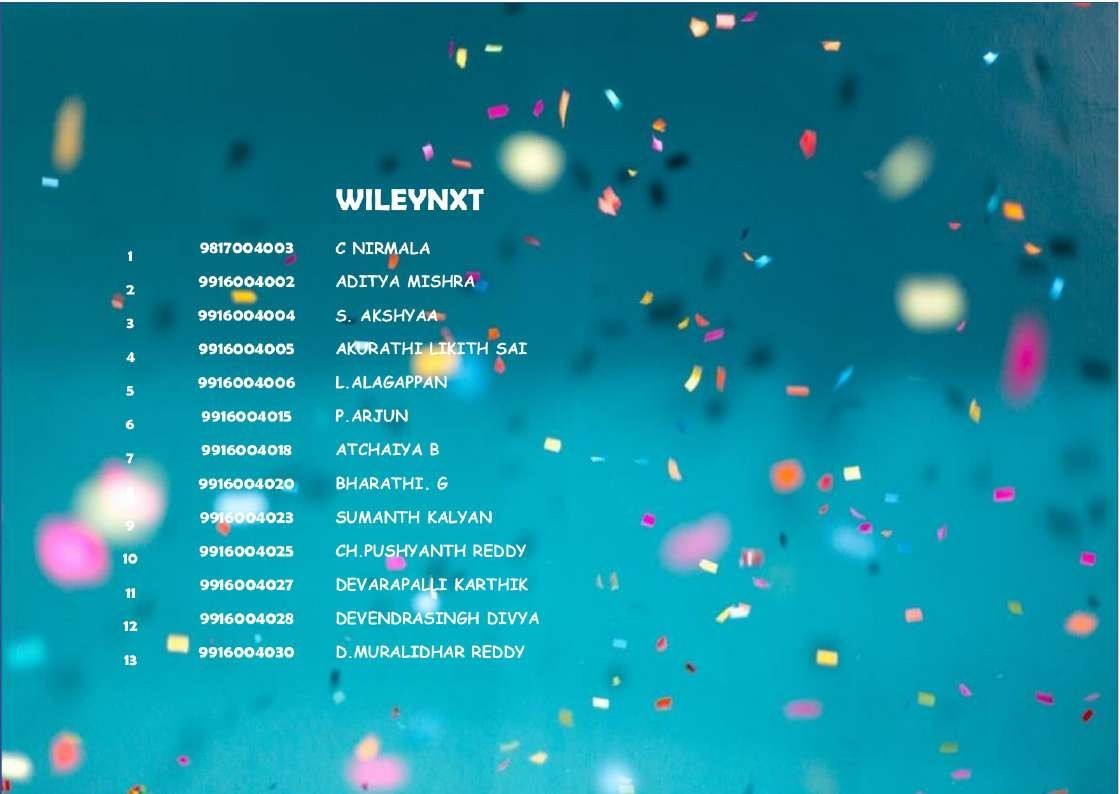 WILEYNXT
1 9817004003 C NIRMALA
2 9916004002 ADITYA MISHRA
3 9916004004 S. AKSHYAA
4 9916004005 AKURATHI LIKITH SAI
5 9916004006 L.ALAGAPPAN
6 9916004015 P.ARJUN
7 9916004018 ATCHAIYA B
8 9916004020 BHARATHI. G
9 9916004023 SUMANTH KALYAN
10 9916004025 CH.PUSHYANTH REDDY
11 9916004027 DEVARAPALLI KARTHIK
12 9916004028 DEVENDRASINGH DIVYA
13 9916004030 D.MURALIDHAR REDDY